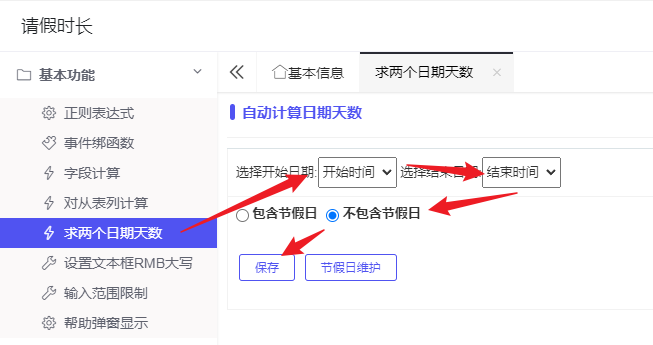 请假时长
基本功能
基本信息
求两个日期天数
正则表达式
事件绑函数
字段计算
对从表列计算
求两个日期天数
设置文本框RMB大写
输入范围限制
帮助弹窗显示
自动计算日期天数
选择开始日期: 开始时间 选择结束日期: 结束时间
包含节假日 不包含节假日
保存 节假日维护